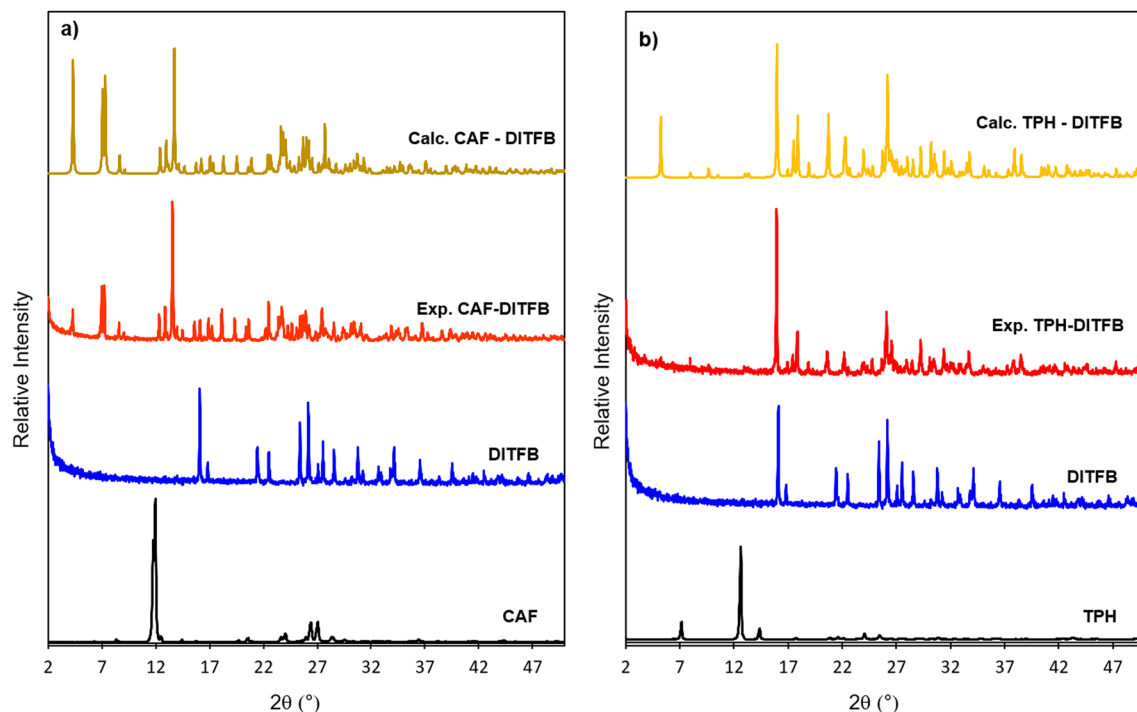 a)
Calc. CAF - DITFB
Exp. CAF-DITFB
DITFB
CAF
Relative Intensity
2 7 12 17 22 27 32 37 42 47
2θ (°)
b)
Calc. TPH - DITFB
Exp. TPH-DITFB
DITFB
TPH
Relative Intensity
2 7 12 17 22 27 32 37 42 47
2θ (°)